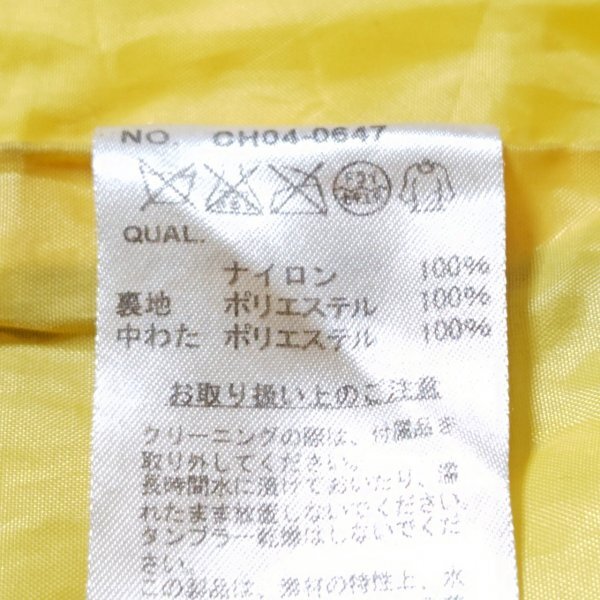 NO. CH04-0647
QUAL.
ナイロン 100%
裏地 ポリエステル 100%
中わた ポリエステル 100%
お取り扱い上のご注意
クリーニングの際は、付属品を
取り外してください。
長時間水に漬けておいたり、濡
れたまま放置しないでください。
タンブラー乾燥はしないでくだ
さい。
この製品は、素材の特性上、水